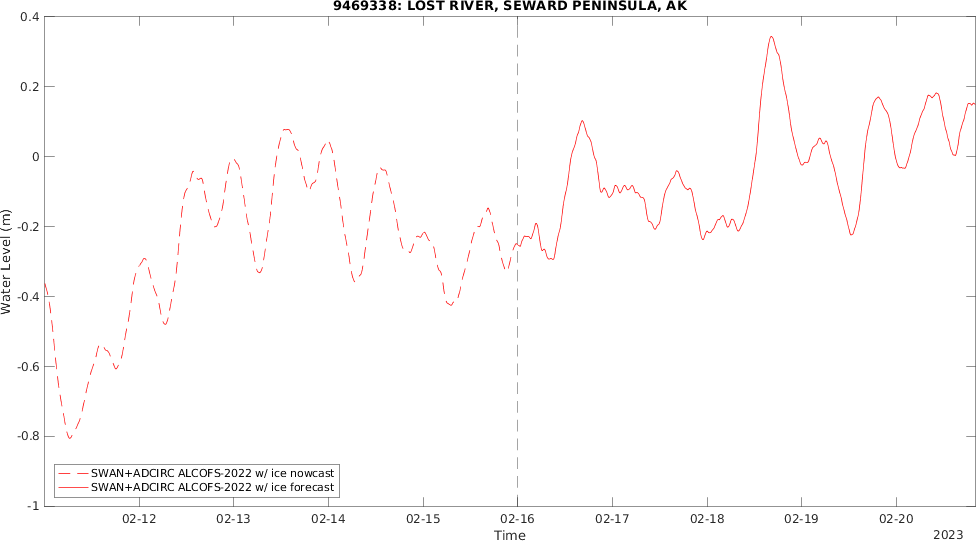 9469338: LOST RIVER, SEWARD PENINSULA, AK
0.4
0.2
0
-0.2
-0.4
-0.6
-0.8
-1
Water Level (m)
SWAN+ADCIRC ALCOFS-2022 w/ ice nowcast
SWAN+ADCIRC ALCOFS-2022 w/ ice forecast
02-12 02-13 02-14 02-15 02-16 02-17 02-18 02-19 02-20
Time
2023